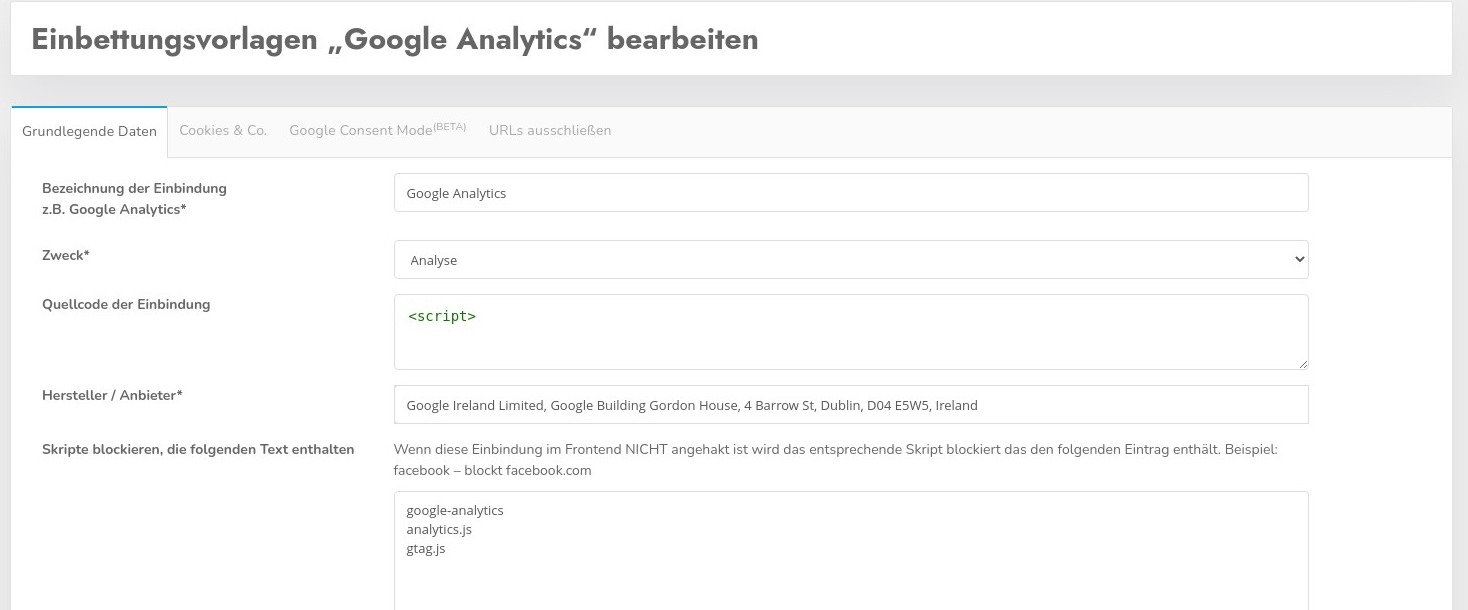 Einbettungsvorlagen „Google Analytics“ bearbeiten
Grundlegende Daten Cookies & Co. Google Consent Mode(BETA) URLs ausschließen
Bezeichnung der Einbindung
z.B. Google Analytics*
Google Analytics
Zweck*
Analyse
Quellcode der Einbindung
<script>
Hersteller / Anbieter*
Google Ireland Limited, Google Building Gordon House, 4 Barrow St, Dublin, D04 E5W5, Ireland
Skripte blockieren, die folgenden Text enthalten
Wenn diese Einbindung im Frontend NICHT angehakt ist wird das entsprechende Skript blockiert das den folgenden Eintrag enthält. Beispiel:
facebook – blockt facebook.com
google-analytics
analytics.js
gtag.js